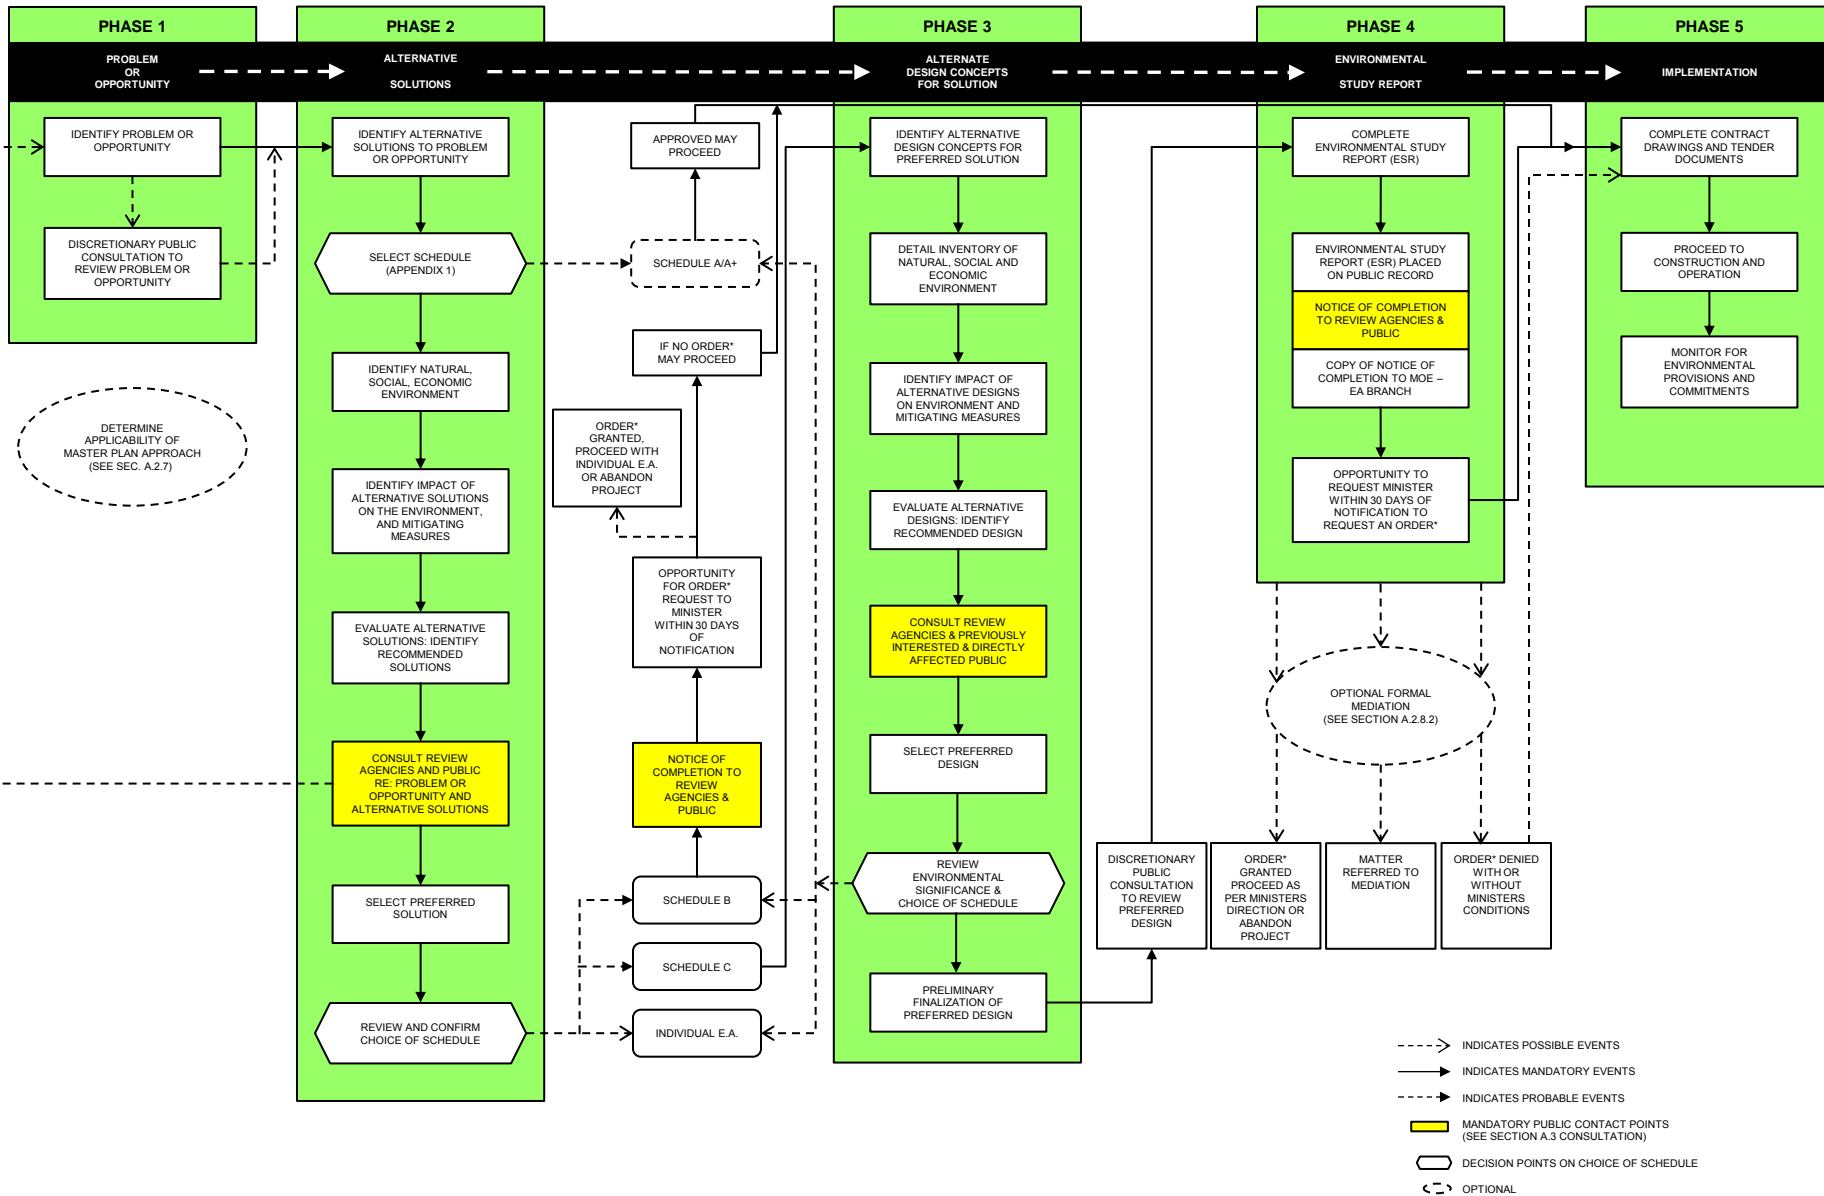 PHASE 1
PROBLEM
OR
OPPORTUNITY
IDENTIFY PROBLEM OR
OPPORTUNITY
DISCRETIONARY PUBLIC
CONSULTATION TO
REVIEW PROBLEM OR
OPPORTUNITY
DETERMINE
APPLICABILITY OF
MASTER PLAN APPROACH
(SEE SEC. A.2.7)
PHASE 2
ALTERNATIVE
SOLUTIONS
IDENTIFY ALTERNATIVE
SOLUTIONS TO PROBLEM
OR OPPORTUNITY
SELECT SCHEDULE
(APPENDIX 1)
IDENTIFY NATURAL,
SOCIAL, ECONOMIC
ENVIRONMENT
IDENTIFY IMPACT OF
ALTERNATIVE SOLUTIONS
ON THE ENVIRONMENT,
AND MITIGATING
MEASURES
EVALUATE ALTERNATIVE
SOLUTIONS: IDENTIFY
RECOMMENDED
SOLUTIONS
CONSULT REVIEW
AGENCIES AND PUBLIC
RE: PROBLEM OR
OPPORTUNITY AND
ALTERNATIVE SOLUTIONS
SELECT PREFERRED
SOLUTION
REVIEW AND CONFIRM
CHOICE OF SCHEDULE
APPROVED MAY
PROCEED
SCHEDULE A/A+
IF NO ORDER*
MAY PROCEED
ORDER*
GRANTED,
PROCEED WITH
INDIVIDUAL E.A.
OR ABANDON
PROJECT
OPPORTUNITY
FOR ORDER*
REQUEST TO
MINISTER
WITHIN 30 DAYS
OF
NOTIFICATION
NOTICE OF
COMPLETION TO
REVIEW
AGENCIES &
PUBLIC
SCHEDULE B
SCHEDULE C
INDIVIDUAL E.A.
PHASE 3
ALTERNATE
DESIGN CONCEPTS
FOR SOLUTION
IDENTIFY ALTERNATIVE
DESIGN CONCEPTS FOR
PREFERRED SOLUTION
DETAIL INVENTORY OF
NATURAL, SOCIAL AND
ECONOMIC
ENVIRONMENT
IDENTIFY IMPACT OF
ALTERNATIVE DESIGNS
ON ENVIRONMENT AND
MITIGATING MEASURES
EVALUATE ALTERNATIVE
DESIGNS: IDENTIFY
RECOMMENDED DESIGN
CONSULT REVIEW
AGENCIES & PREVIOUSLY
INTERESTED & DIRECTLY
AFFECTED PUBLIC
SELECT PREFERRED
DESIGN
REVIEW
ENVIRONMENTAL
SIGNIFICANCE &
CHOICE OF SCHEDULE
PRELIMINARY
FINALIZATION OF
PREFERRED DESIGN
DISCRETIONARY
PUBLIC
CONSULTATION
TO REVIEW
PREFERRED
DESIGN
PHASE 4
ENVIRONMENTAL
STUDY REPORT
COMPLETE
ENVIRONMENTAL STUDY
REPORT (ESR)
ENVIRONMENTAL STUDY
REPORT (ESR) PLACED
ON PUBLIC RECORD
NOTICE OF COMPLETION
TO REVIEW AGENCIES &
PUBLIC
COPY OF NOTICE OF
COMPLETION TO MOE –
EA BRANCH
OPPORTUNITY TO
REQUEST MINISTER
WITHIN 30 DAYS OF
NOTIFICATION TO
REQUEST AN ORDER*
OPTIONAL FORMAL
MEDIATION
(SEE SECTION A.2.8.2)
ORDER*
GRANTED
PROCEED AS
PER MINISTERS
DIRECTION OR
ABANDON
PROJECT
MATTER
REFERRED TO
MEDIATION
ORDER* DENIED
WITH OR
WITHOUT
MINISTERS
CONDITIONS
PHASE 5
IMPLEMENTATION
COMPLETE CONTRACT
DRAWINGS AND TENDER
DOCUMENTS
PROCEED TO
CONSTRUCTION AND
OPERATION
MONITOR FOR
ENVIRONMENTAL
PROVISIONS AND
COMMITMENTS
INDICATES POSSIBLE EVENTS
INDICATES MANDATORY EVENTS
INDICATES PROBABLE EVENTS
MANDATORY PUBLIC CONTACT POINTS
(SEE SECTION A.3 CONSULTATION)
DECISION POINTS ON CHOICE OF SCHEDULE
OPTIONAL